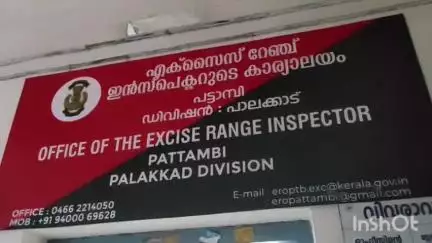 എക്സൈസ് റേഞ്ച്
ഇൻസ്പെക്ടറുടെ കാര്യാലയം
പട്ടാമ്പി
ഡിവിഷൻ : പാലക്കാട്
OFFICE OF THE EXCISE RANGE INSPECTOR
PATTAMBI
PALAKKAD DIVISION
E-mail eroptb.exc@kerala.gov.in
eropattambi@gmail.com
OFFICE : 0466 2214050
MOB : +91 94000 69628
വിവരാവ
InShOt